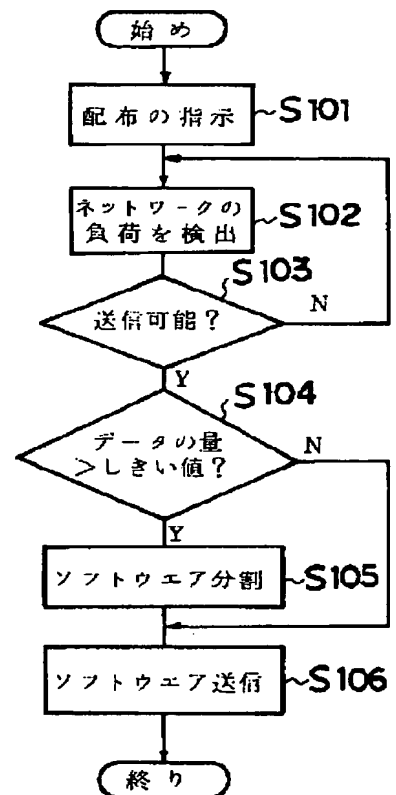 始め
配布の指示
S101
ネットワークの
負荷を検出
S102
S103
送信可能?
N
Y
S104
データの量
>しきい値?
N
Y
ソフトウエア分割
S105
ソフトウエア送信
S106
終り